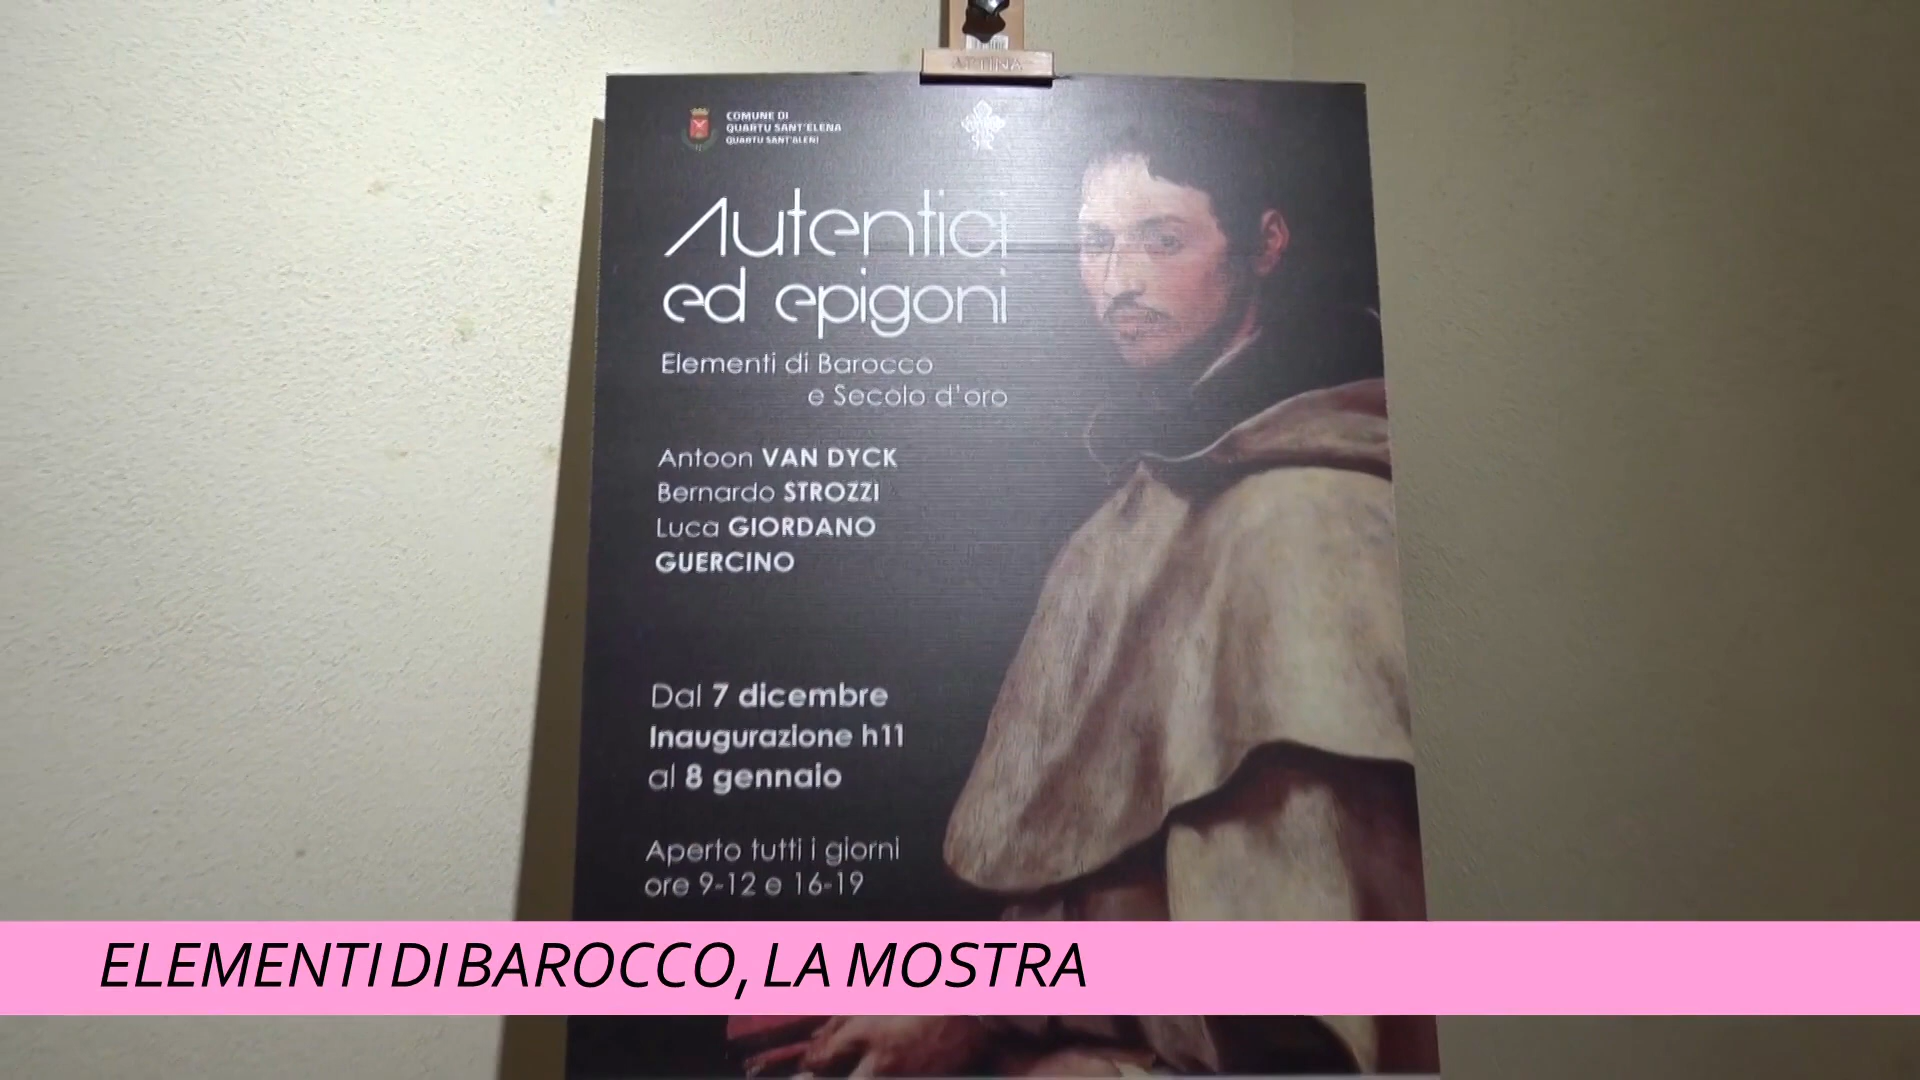 ARTINA
COMUNE DI
QUARTU SANT'ELENA
QUARTU SANT'ALENI
Autentici
ed epigoni
Elementi di Barocco
e Secolo d'oro
Antoon VAN DYCK
Bernardo STROZZI
Luca GIORDANO
GUERCINO
Dal 7 dicembre
Inaugurazione h11
al 8 gennaio
Aperto tutti i giorni
ore 9-12 e 16-19
ELEMENTI DI BAROCCO, LA MOSTRA